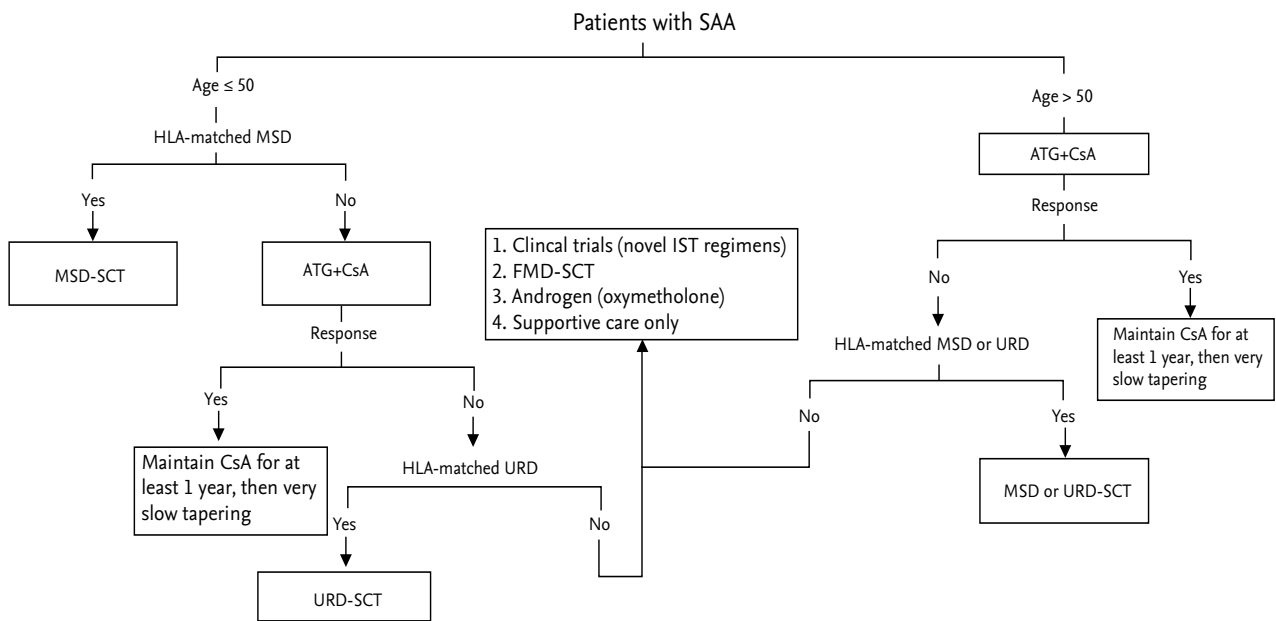 Patients with SAA
Age ≤ 50
Age > 50
HLA-matched MSD
ATG+CsA
Yes
No
Response
MSD-SCT
ATG+CsA
1. Clincal trials (novel IST regimens)
2. FMD-SCT
3. Androgen (oxymetholone)
4. Supportive care only
No
Yes
Response
HLA-matched MSD or URD
Maintain CsA for at
least 1 year, then very
slow tapering
Yes
No
No
Yes
Maintain CsA for at
least 1 year, then very
slow tapering
HLA-matched URD
MSD or URD-SCT
Yes
No
URD-SCT